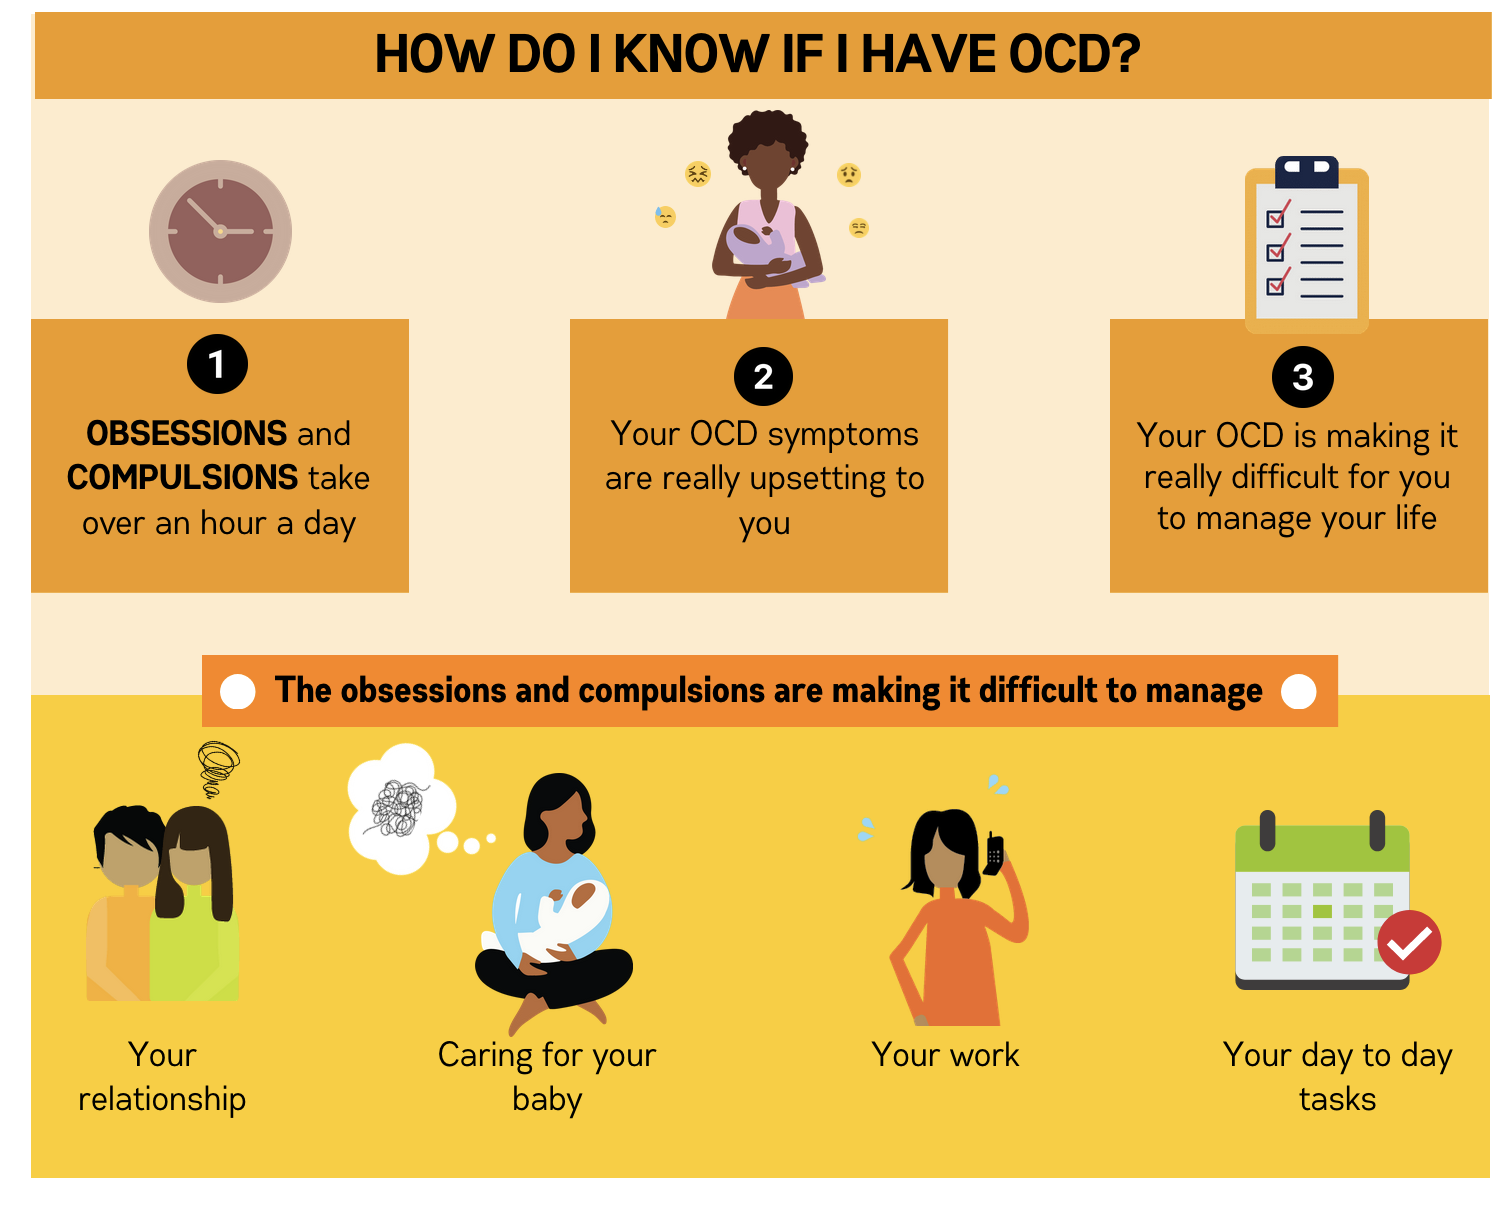 HOW DO I KNOW IF I HAVE OCD?
1
OBSESSIONS and
COMPULSIONS take
over an hour a day
2
Your OCD symptoms
are really upsetting to
you
3
Your OCD is making it
really difficult for you
to manage your life
The obsessions and compulsions are making it difficult to manage
Your
relationship
Caring for your
baby
Your work
Your day to day
tasks